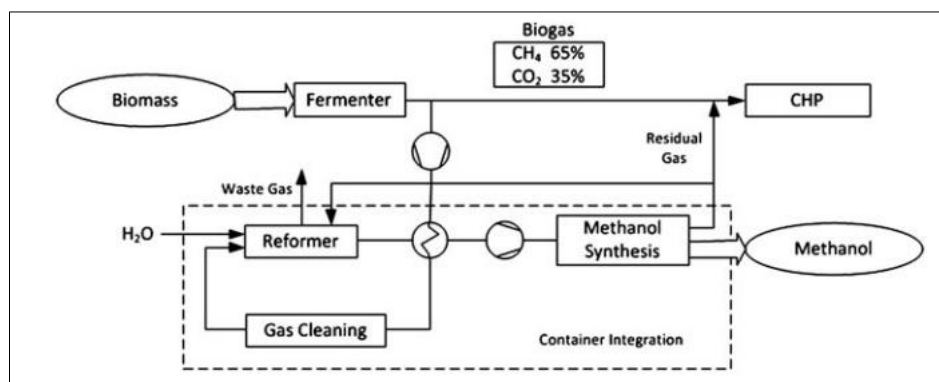 Biogas
CH₄ 65%
CO₂ 35%
Biomass
Fermenter
CHP
Residual
Gas
Waste Gas
H₂O
Reformer
Methanol
Synthesis
Methanol
Gas Cleaning
Container Integration